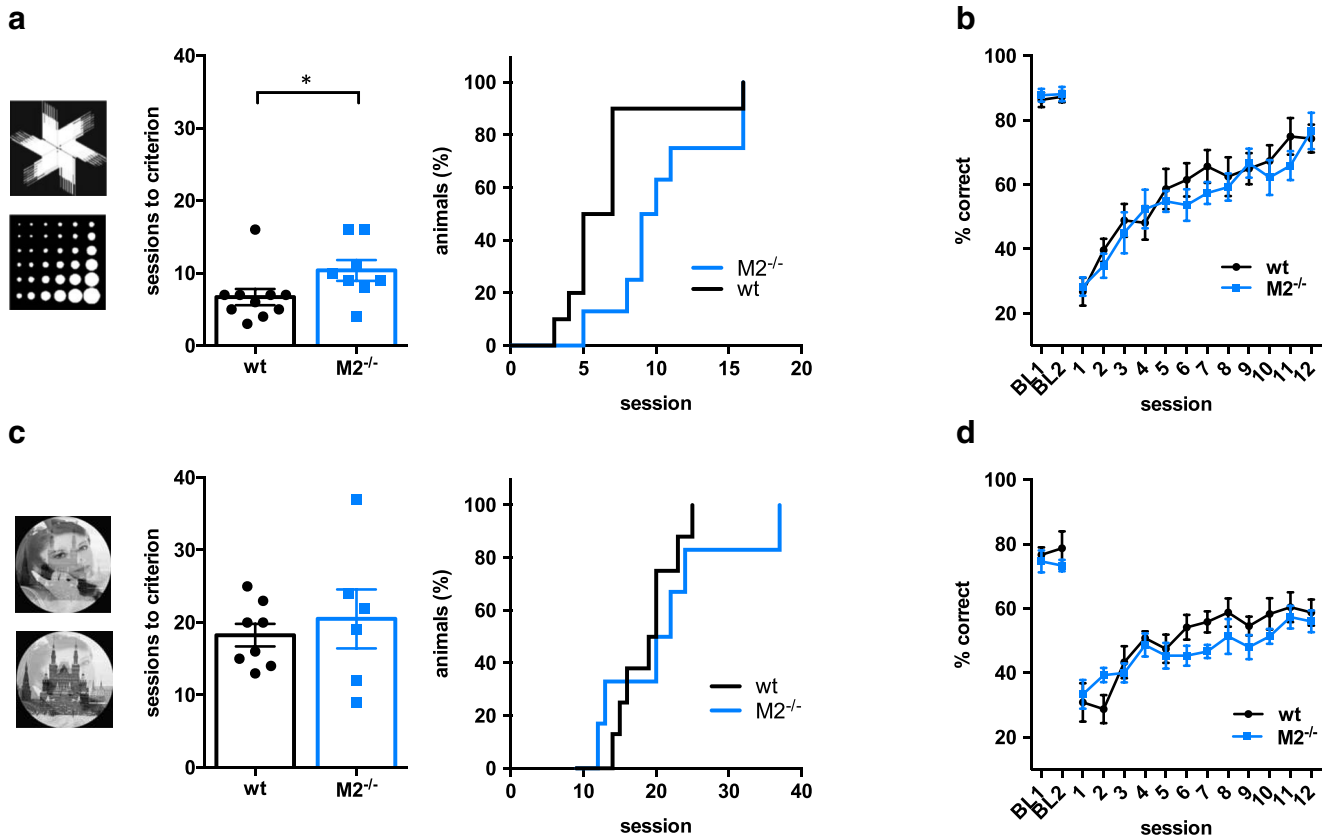 a
sessions to criterion
40
30
20
10
0
*
wt
M2-/-
animals (%)
100
80
60
40
20
0
M2-/-
wt
0
5
10
15
20
session
b
% correct
100
80
60
40
20
wt
M2-/-
BL1
BL2
1
2
3
4
5
6
7
8
9
10
11
12
session
c
sessions to criterion
40
30
20
10
0
wt
M2-/-
animals (%)
100
80
60
40
20
0
wt
M2-/-
0
10
20
30
40
session
d
% correct
100
80
60
40
20
wt
M2-/-
BL1
BL2
1
2
3
4
5
6
7
8
9
10
11
12
session